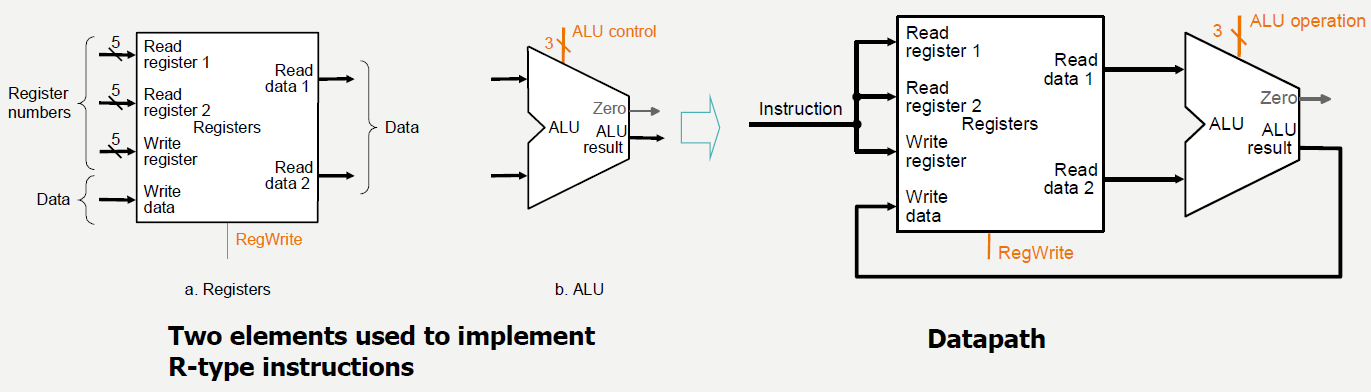 Register
numbers
Data
5
Read
register 1
5
Read
register 2
Registers
5
Write
register
Write
data
Read
data 1
Read
data 2
Data
RegWrite
a. Registers
ALU control
3
Zero
ALU
ALU
result
b. ALU
Two elements used to implement
R-type instructions
Instruction
Read
register 1
Read
register 2
Registers
Write
register
Write
data
Read
data 1
Read
data 2
RegWrite
ALU operation
3
Zero
ALU
ALU
result
Datapath